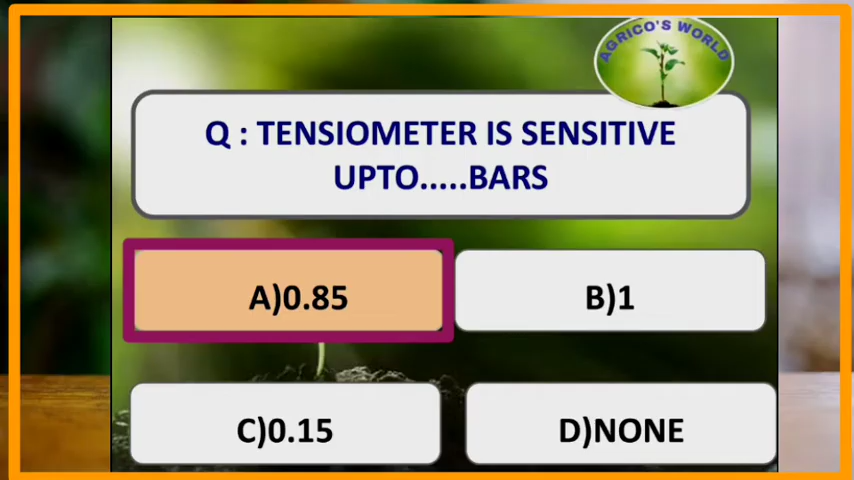 AGRICO'S WORLD
Q : TENSIOMETER IS SENSITIVE
UPTO.....BARS
A)0.85
B)1
C)0.15
D)NONE